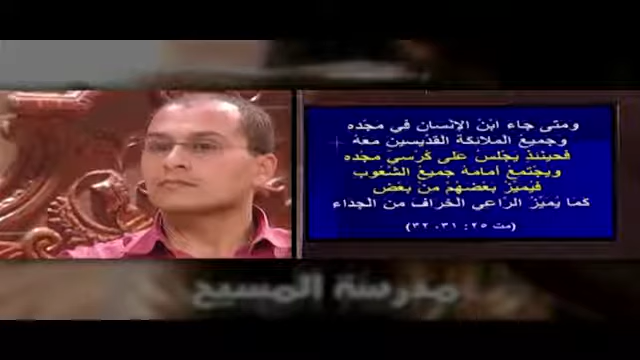 ومتى جاء ابن الإنسان في مجده
وجميع الملائكة القديسين معه
فحينئذ يجلس على كرسي مجده
ويجتمع أمامه جميع الشعوب
فيميز بعضهم من بعض
كما يميز الراعي الخراف من الجداء
(مت ٢٥: ٣١، ٣٢)
مدرسة المسيح